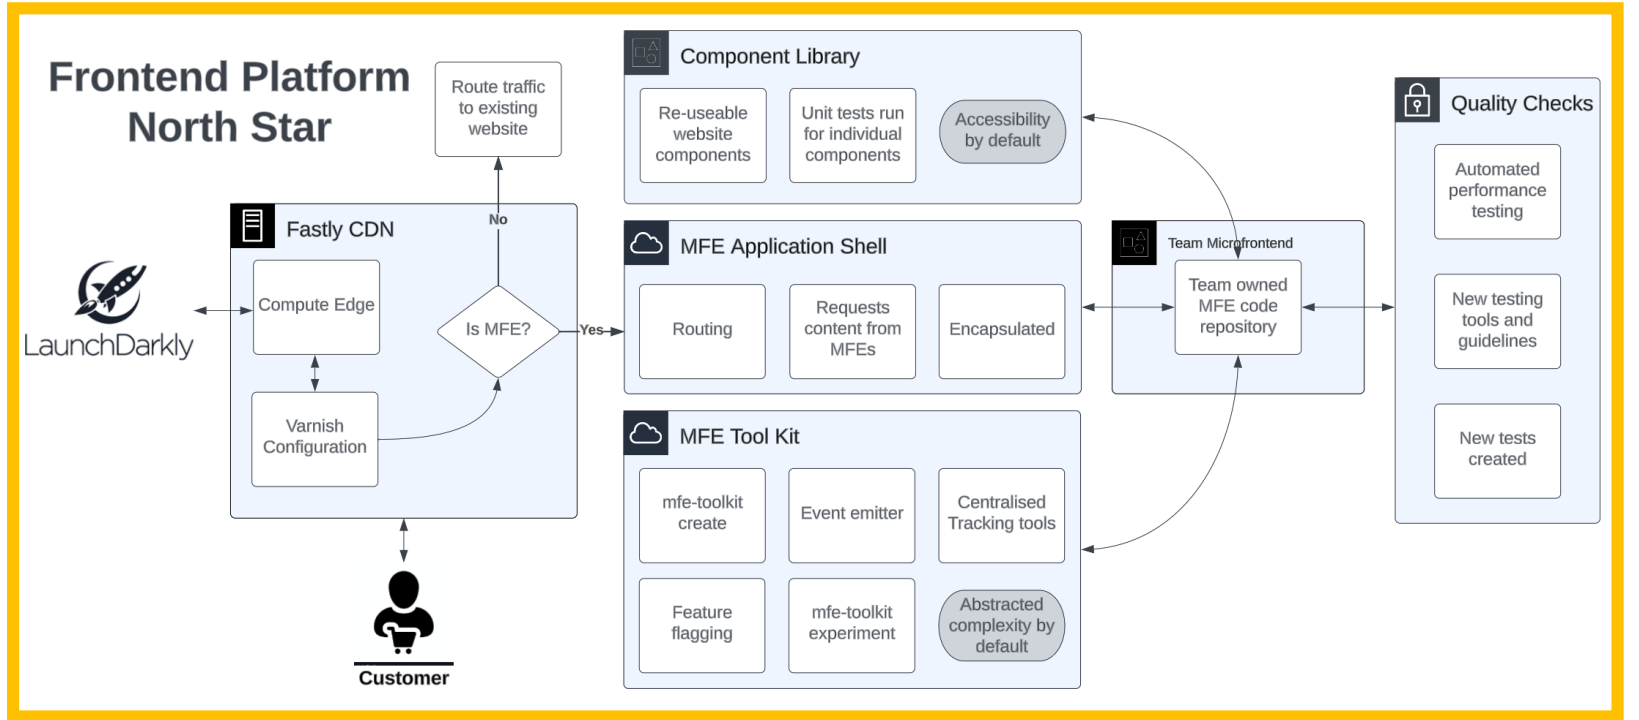 Frontend Platform
North Star
Route traffic
to existing
website
No
Fastly CDN
LaunchDarkly
Compute Edge
Is MFE?
Yes
Varnish
Configuration
Customer
Component Library
Re-useable
website
components
Unit tests run
for individual
components
Accessibility
by default
MFE Application Shell
Routing
Requests
content from
MFEs
Encapsulated
MFE Tool Kit
mfe-toolkit
create
Event emitter
Centralised
Tracking tools
Feature
flagging
mfe-toolkit
experiment
Abstracted
complexity by
default
Team Microfrontend
Team owned
MFE code
repository
Quality Checks
Automated
performance
testing
New testing
tools and
guidelines
New tests
created